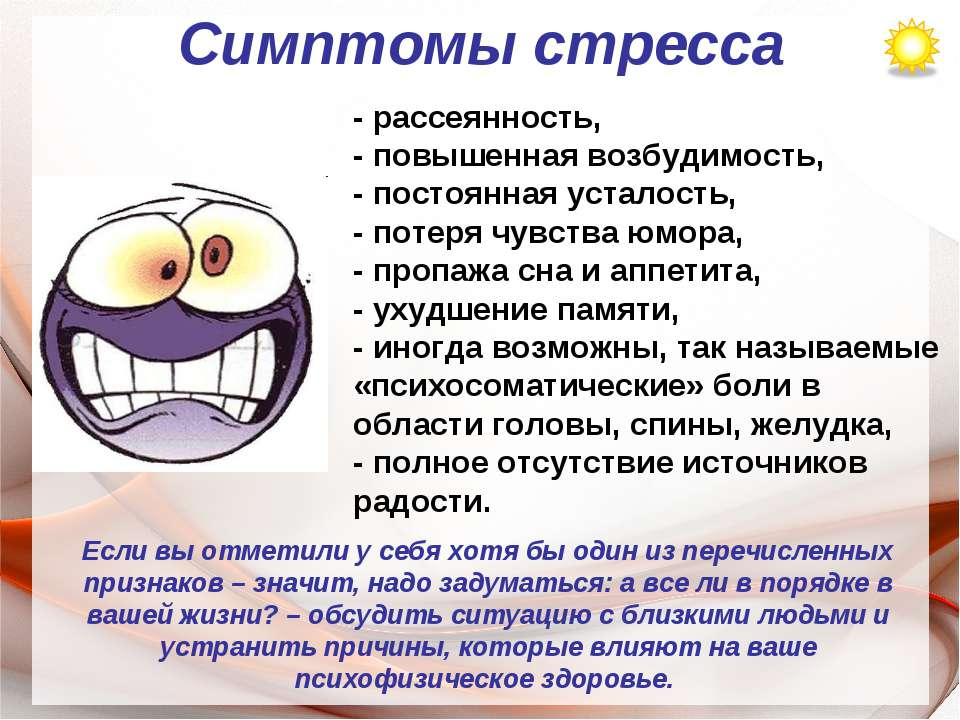 Симптомы стресса
- рассеянность,
- повышенная возбудимость,
- постоянная усталость,
- потеря чувства юмора,
- пропажа сна и аппетита,
- ухудшение памяти,
- иногда возможны, так называемые
«психосоматические» боли в
области головы, спины, желудка,
- полное отсутствие источников
радости.
Если вы отметили у себя хотя бы один из перечисленных
признаков – значит, надо задуматься: а все ли в порядке в
вашей жизни? – обсудить ситуацию с близкими людьми и
устранить причины, которые влияют на ваше
психофизическое здоровье.